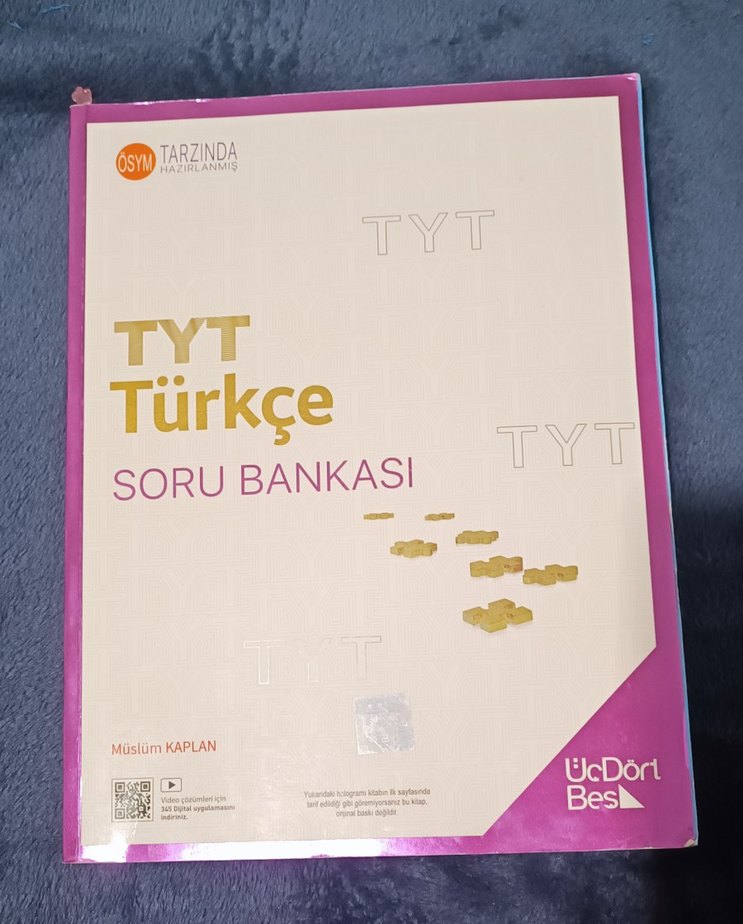 ÖSYM TARZINDA
HAZIRLANMIŞ
TYT
TYT
Türkçe
TYT
SORU BANKASI
TYT
Müslüm KAPLAN
Video çözümleri için
345 Dijital uygulamasını
indiriniz.
Yukarıdaki hologramı kitabın ilk sayfasında
tarif edildiği gibi göremiyorsanız bu kitap,
orijinal baskı değildir.
ÜçDört
Beş